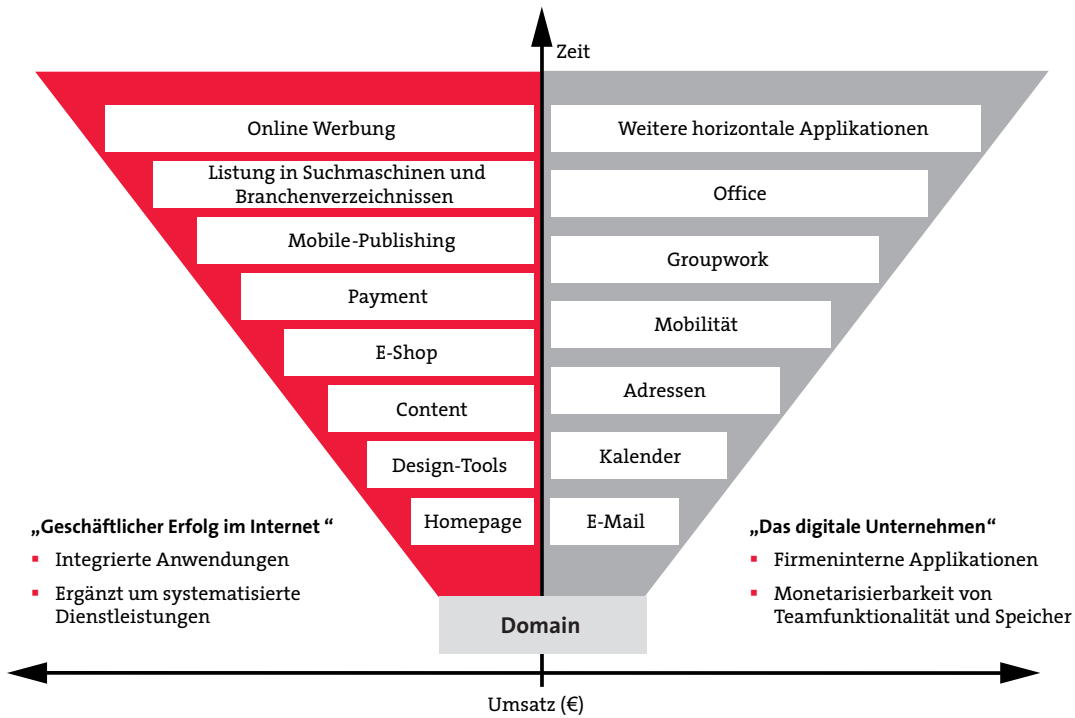 Zeit
Online Werbung
Listung in Suchmaschinen und
Branchenverzeichnissen
Mobile-Publishing
Payment
E-Shop
Content
Design-Tools
Homepage
Weitere horizontale Applikationen
Office
Groupwork
Mobilität
Adressen
Kalender
E-Mail
„Geschäftlicher Erfolg im Internet “
▪ Integrierte Anwendungen
▪ Ergänzt um systematisierte
Dienstleistungen
„Das digitale Unternehmen“
▪ Firmeninterne Applikationen
▪ Monetarisierbarkeit von
Teamfunktionalität und Speicher
Domain
Umsatz (€)